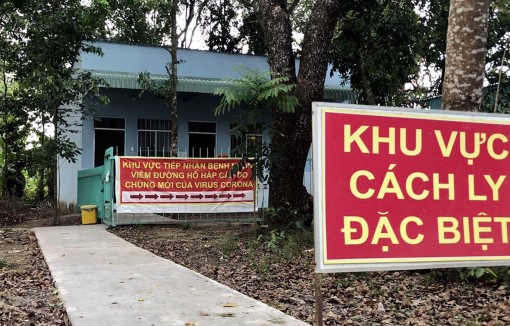 KHU VỰC TIẾP NHẬN BỆNH NHÂN
VIÊM ĐƯỜNG HÔ HẤP CẤP DO
CHỦNG MỚI CỦA VIRUS CORONA
KHU VỰC
CÁCH LY
ĐẶC BIỆT